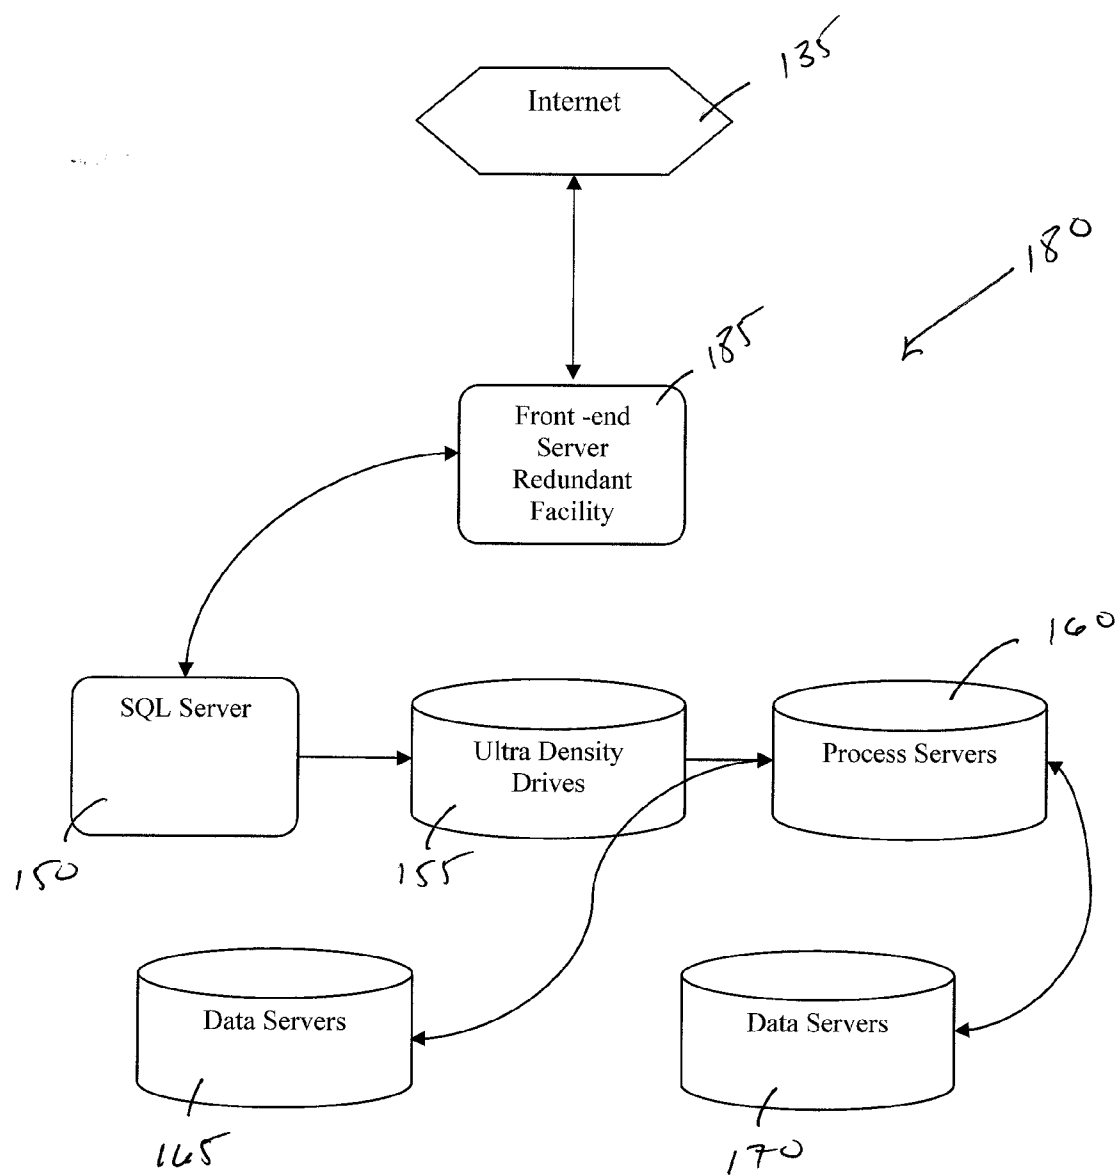 135
Internet
180
185
Front -end
Server
Redundant
Facility
160
SQL Server
Ultra Density
Drives
Process Servers
150
155
Data Servers
Data Servers
165
170